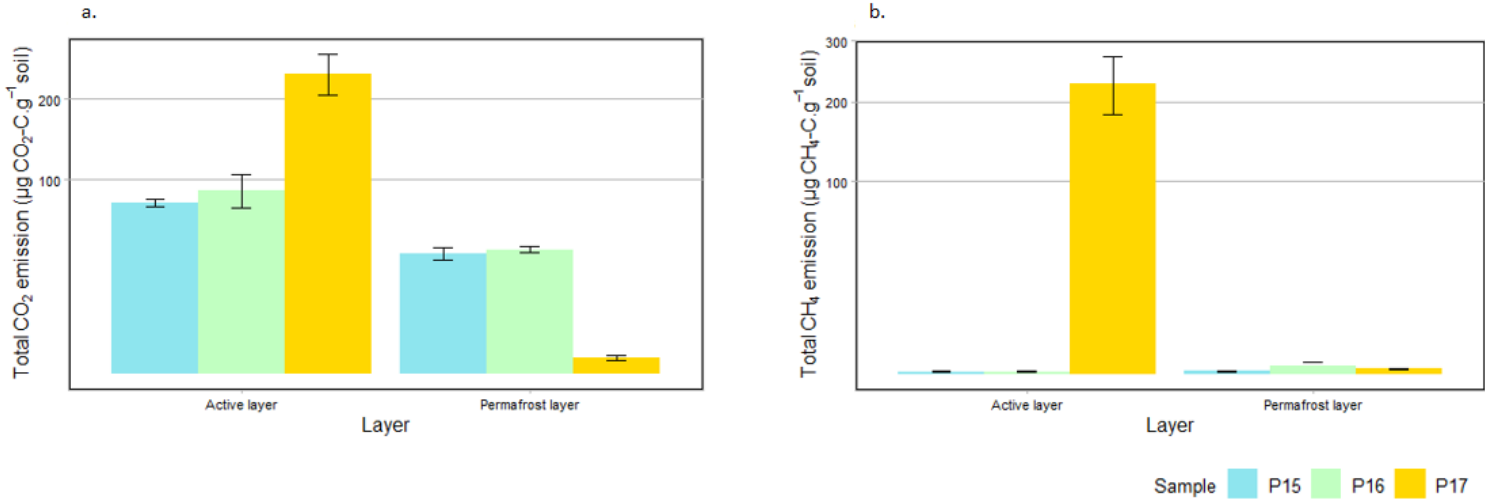 a.
Total CO₂ emission (µg CO₂-C.g⁻¹ soil)
200
100
Active layer
Permafrost layer
Layer
b.
Total CH₄ emission (µg CH₄-C.g⁻¹ soil)
300
200
100
Active layer
Permafrost layer
Layer
Sample P15 P16 P17